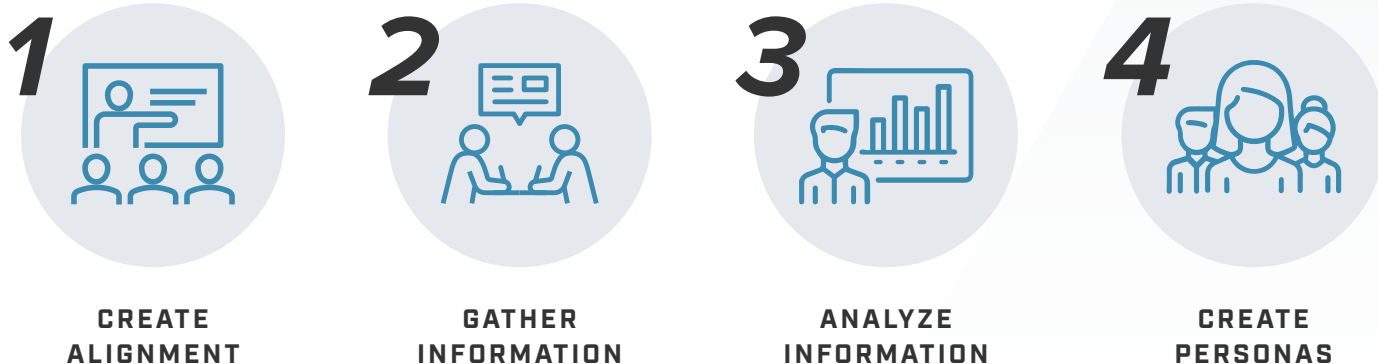 1
CREATE
ALIGNMENT
2
GATHER
INFORMATION
3
ANALYZE
INFORMATION
4
CREATE
PERSONAS